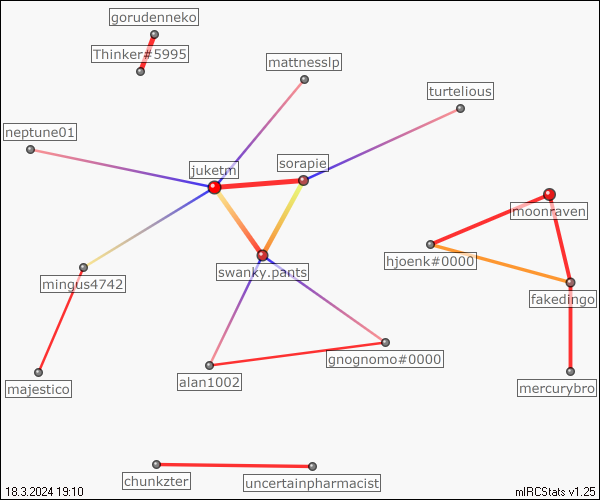 gorudenneko
Thinker#5995
mattnesslp
turtelious
neptune01
sorapie
juketm
moonraven
hjoenk#0000
swanky.pants
mingus4742
fakedingo
gnognomo#0000
alan1002
majestico
mercurybro
chunkzter
uncertainpharmacist
18.3.2024 19:10
mIRCStats v1.25